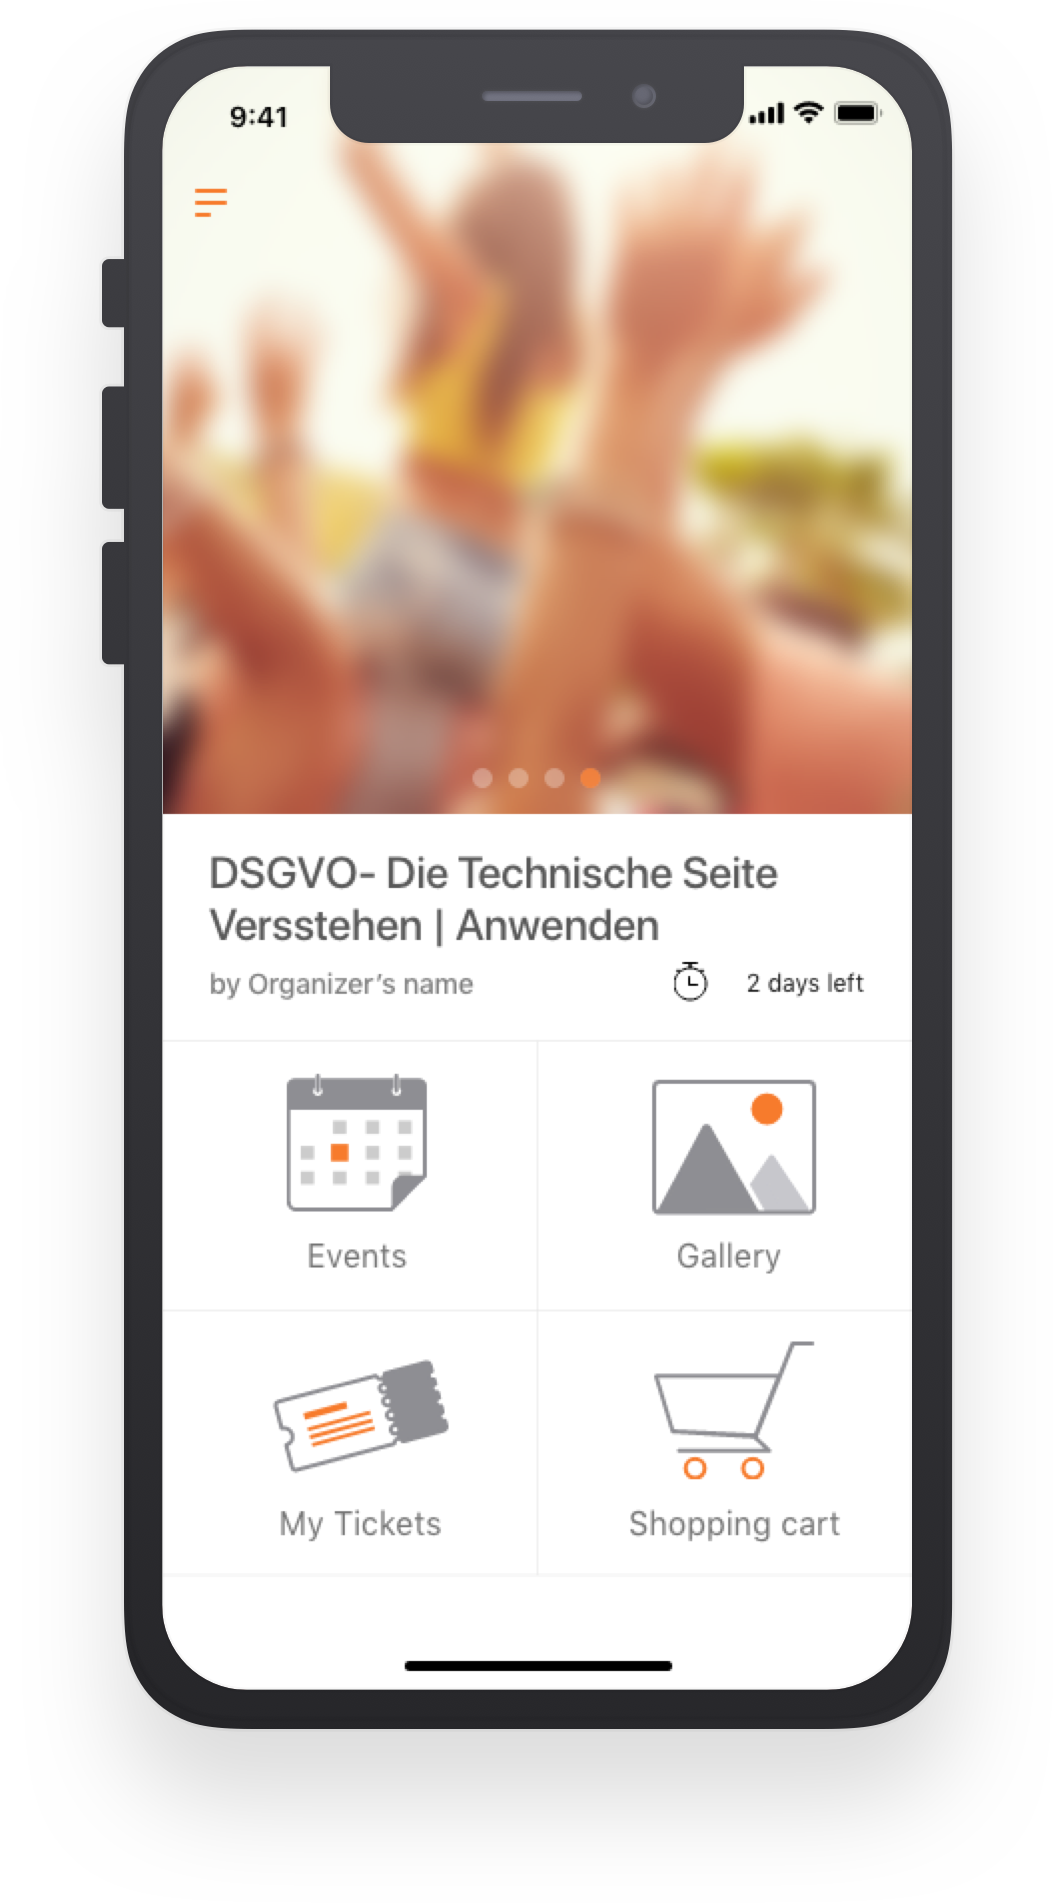 9:41
DSGVO- Die Technische Seite
Versstehen | Anwenden
by Organizer’s name
2 days left
Events
Gallery
My Tickets
Shopping cart